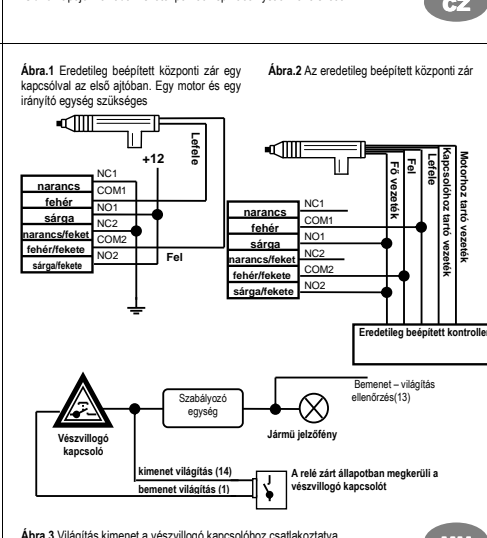 CZ
Ábra.1 Eredetileg beépített központi zár egy
kapcsolval az első ajtóban. Egy motor és egy
irányító egység szükséges
Ábra.2 Az eredetileg beépített központi zár
Lefele
+12
narancs
fehér
sárga
narancs/feket
fehér/fekete
sárga/fekete
NC1
COM1
NO1
NC2
COM2
NO2
Fel
narancs
fehér
sárga
narancs/feket
fehér/fekete
sárga/fekete
NC1
COM1
NO1
NC2
COM2
NO2
Fő vezeték
Fel
Lefele
Kapcsolóhoz tartó vezeték
Motorhoz tartó vezeték
Eredetileg beépített kontroller
Vészvillogó
kapcsoló
Szabályozó
egység
Jármü jelzőfény
Bemenet – világítás
ellenőrzés(13)
kimenet világítás (14)
bemenet világítás (1)
A relé zárt állapotban megkerüli a
vészvillogó kapcsolót
Ábra.3 Világítás kimenet a vészvillogó kapcsolóhoz csatlakoztatva